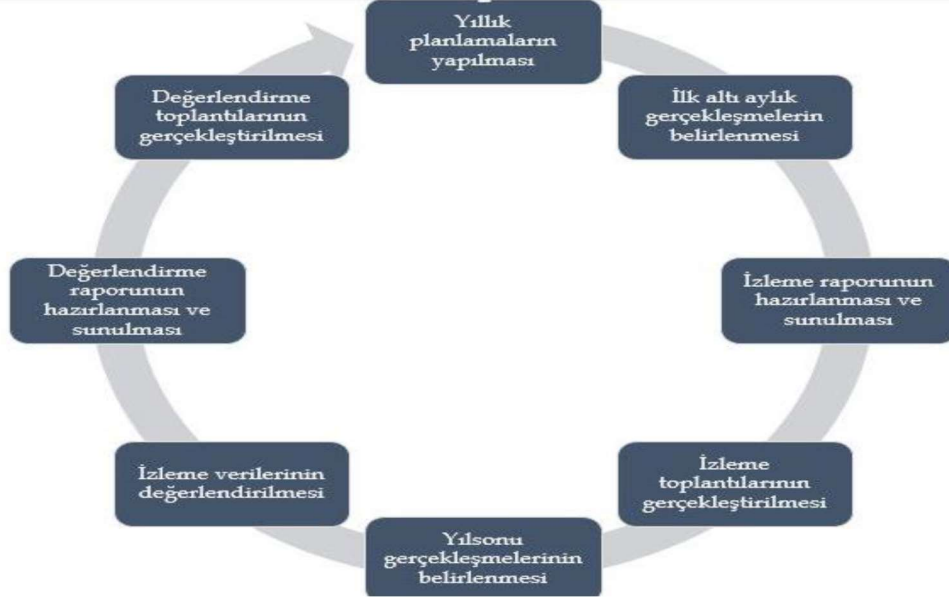 Yıllık
planlamaların
yapılması
İlk altı aylık
gerçekleşmelerin
belirlenmesi
İzleme raporunun
hazırlanması ve
sunulması
İzleme
toplantılarının
gerçekleştirilmesi
Yılsonu
gerçekleşmelerinin
belirlenmesi
İzleme verilerinin
değerlendirilmesi
Değerlendirme
raporunun
hazırlanması ve
sunulması
Değerlendirme
toplantılarının
gerçekleştirilmesi